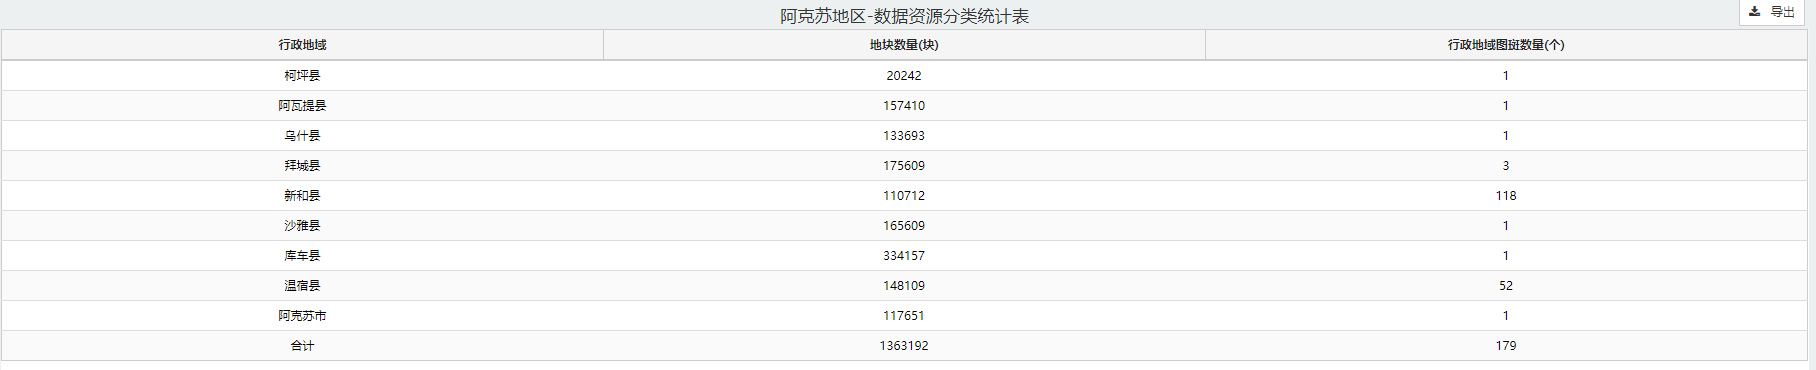 阿克苏地区-数据资源分类统计表
导出
行政地域 地块数量(块) 行政地域图斑数量(个)
柯坪县 20242 1
阿瓦提县 157410 1
乌什县 133693 1
拜城县 175609 3
新和县 110712 118
沙雅县 165609 1
库车县 334157 1
温宿县 148109 52
阿克苏市 117651 1
合计 1363192 179